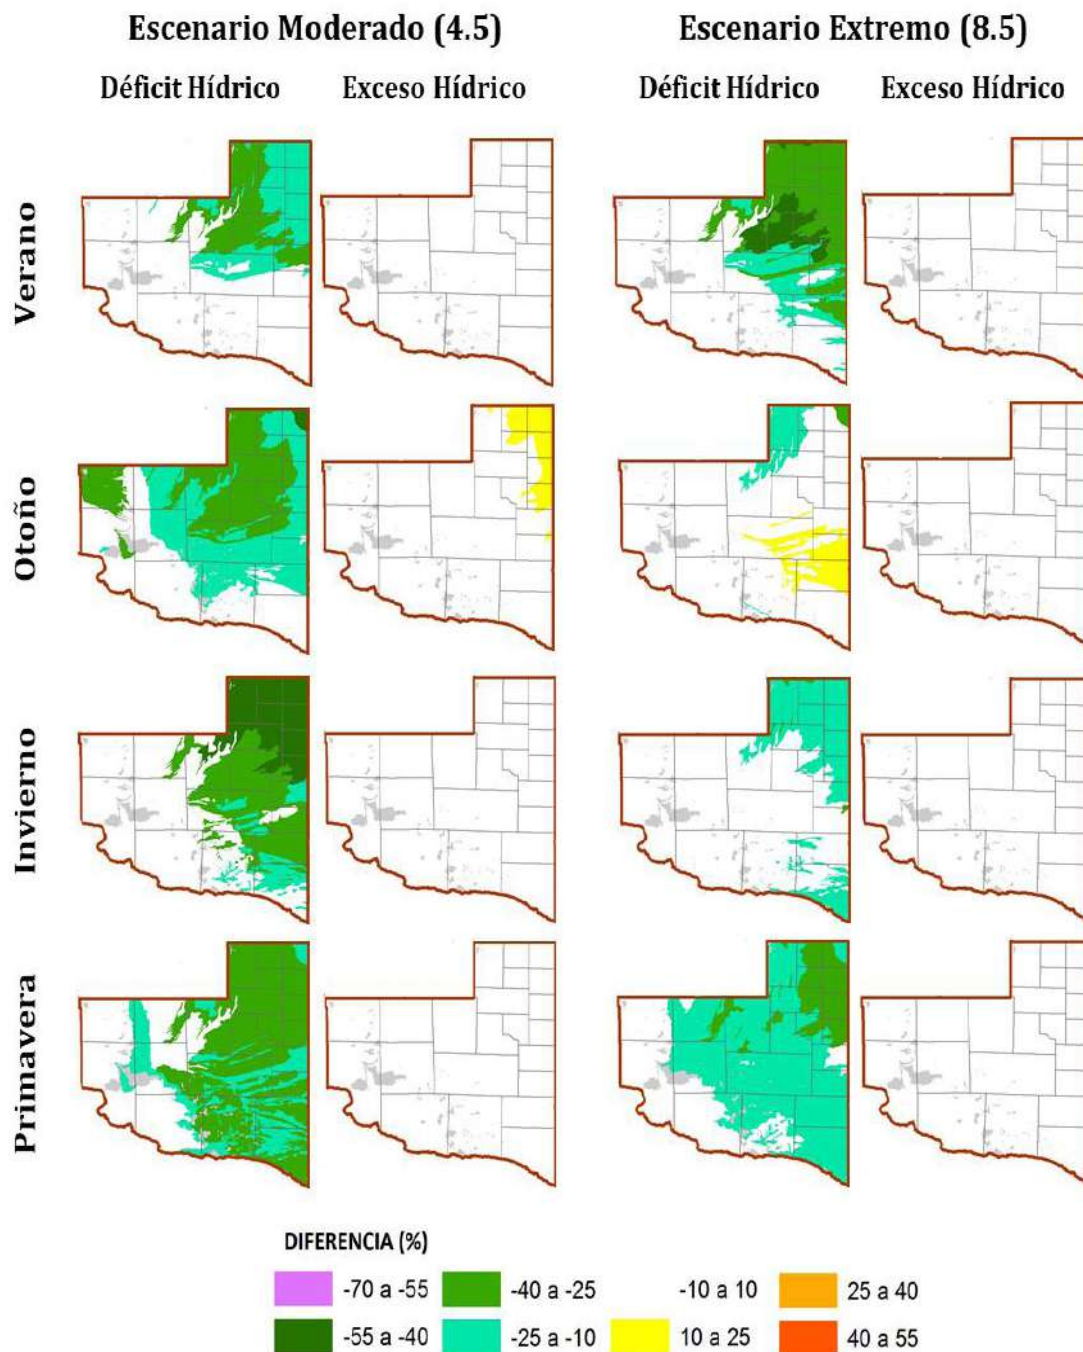 Escenario Moderado (4.5) Escenario Extremo (8.5)
Déficit Hídrico Exceso Hídrico Déficit Hídrico Exceso Hídrico
Verano
Otoño
Invierno
Primavera
DIFERENCIA (%)
-70 a -55 -40 a -25 -10 a 10 25 a 40
-55 a -40 -25 a -10 10 a 25 40 a 55